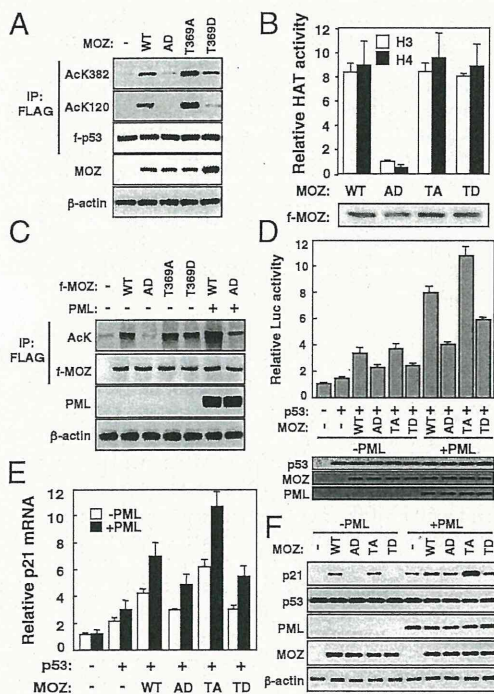 A
MOZ: - WT AD T369A T369D
IP: FLAG
AcK382
AcK120
f-p53
MOZ
β-actin
B
Relative HAT activity
12
10
8
6
4
2
0
H3
H4
MOZ: WT AD TA TD
f-MOZ:
C
f-MOZ: - WT AD T369A T369D WT AD
PML: + +
IP: FLAG
AcK
f-MOZ
PML
β-actin
D
Relative Luc activity
12
10
8
6
4
2
0
p53: - + + + + + + + + +
MOZ: - - WT AD TA TD WT AD TA TD
-PML +PML
p53
MOZ
PML
E
Relative p21 mRNA
12
10
8
6
4
2
0
-PML
+PML
p53: - + + + + +
MOZ: - - WT AD TA TD
F
-PML +PML
MOZ: - WT AD TA TD - WT AD TA TD
p21
p53
PML
MOZ
β-actin